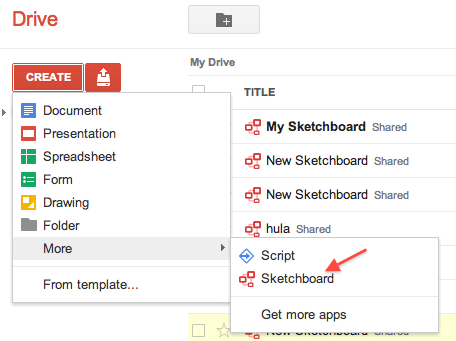 Drive
My Drive
CREATE
TITLE
Document
Presentation
Spreadsheet
Form
Drawing
Folder
More
From template...
My Sketchboard Shared
New Sketchboard Shared
New Sketchboard Shared
hula Shared
Script
Sketchboard
Get more apps
New Sketchboard Shared